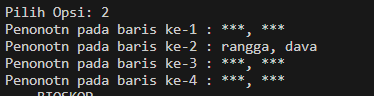 Pilih Opsi: 2
Penonotn pada baris ke-1 : ***, ***
Penonotn pada baris ke-2 : rangga, dava
Penonotn pada baris ke-3 : ***, ***
Penonotn pada baris ke-4 : ***, ***
BIOSKOP